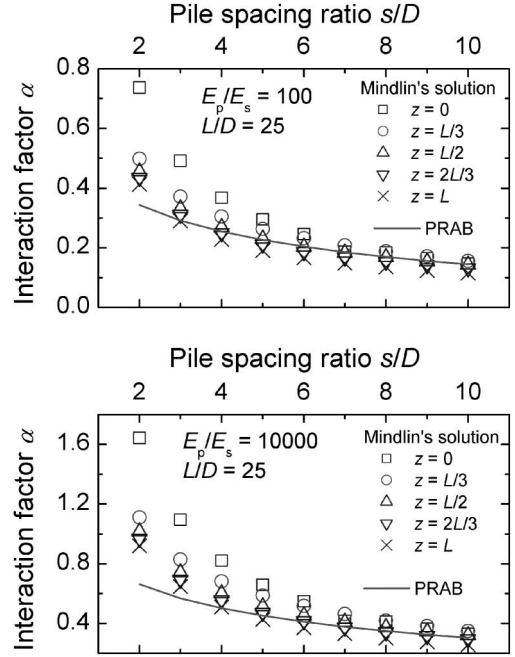 Pile spacing ratio s/D
2 4 6 8 10
0.8
0.6
0.4
0.2
0.0
Interaction factor α
Ep/Es = 100
L/D = 25
Mindlin's solution
z = 0
z = L/3
z = L/2
z = 2L/3
z = L
PRAB
Pile spacing ratio s/D
2 4 6 8 10
1.6
1.2
0.8
0.4
Interaction factor α
Ep/Es = 10000
L/D = 25
Mindlin's solution
z = 0
z = L/3
z = L/2
z = 2L/3
z = L
PRAB